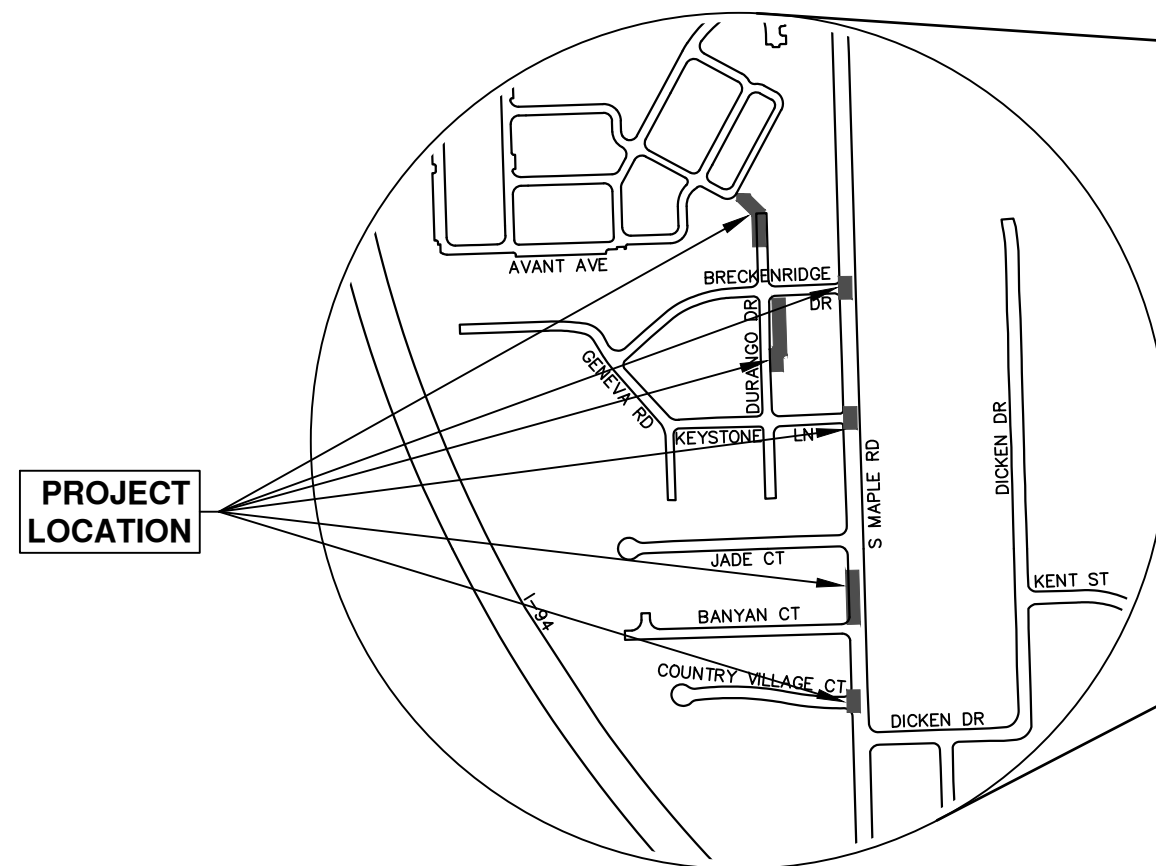 AVANT AVE
BRECKENRIDGE
DR
DURANGO DR
GENEVA RD
KEYSTONE LN
DICKEN DR
S MAPLE RD
PROJECT
LOCATION
JADE CT
KENT ST
I-94
BANYAN CT
COUNTRY VILLAGE CT
DICKEN DR